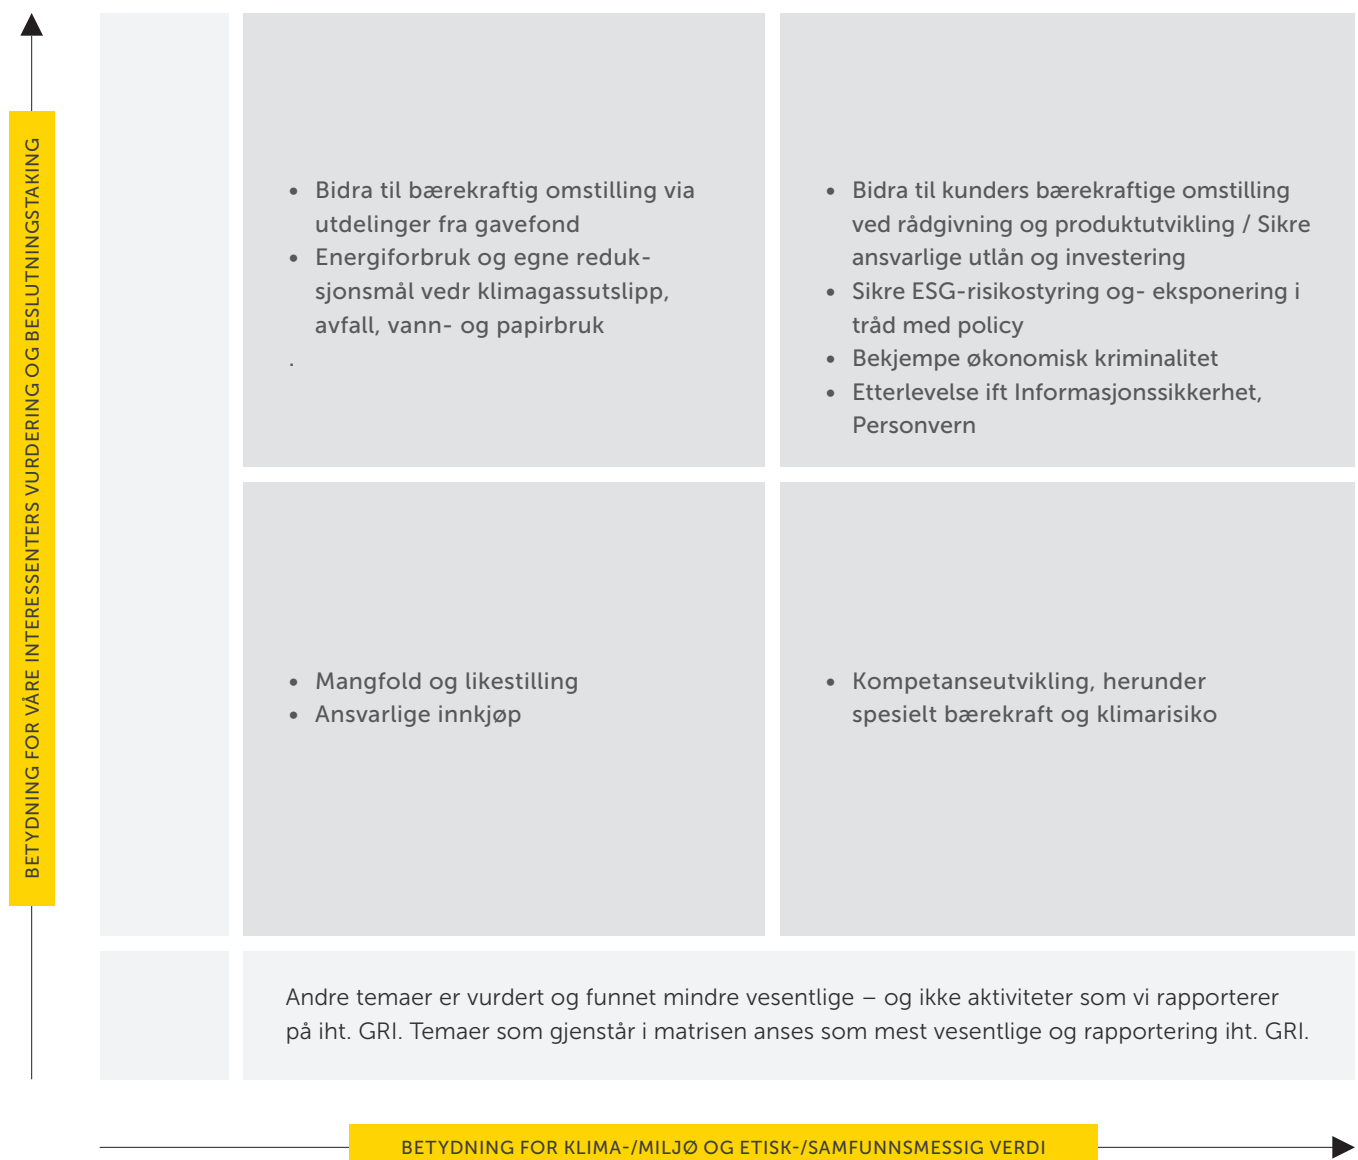 BETYDNING FOR VÅRE INTERESSENTERS VURDERING OG BESLUTNINGSTAKING
• Bidra til bærekraftig omstilling via
utdelinger fra gavefond
• Energiforbruk og egne reduk-
sjonsmål vedr klimagassutslipp,
avfall, vann- og papirbruk
.
• Bidra til kunders bærekraftige omstilling
ved rådgivning og produktutvikling / Sikre
ansvarlige utlån og investering
• Sikre ESG-risikostyring og- eksponering i
tråd med policy
• Bekjempe økonomisk kriminalitet
• Etterlevelse ift Informasjonssikkerhet,
Personvern
• Mangfold og likestilling
• Ansvarlige innkjøp
• Kompetanseutvikling, herunder
spesielt bærekraft og klimarisiko
Andre temaer er vurdert og funnet mindre vesentlige – og ikke aktiviteter som vi rapporterer
på iht. GRI. Temaer som gjenstår i matrisen anses som mest vesentlige og rapportering iht. GRI.
BETYDNING FOR KLIMA-/MILJØ OG ETISK-/SAMFUNNSMESSIG VERDI